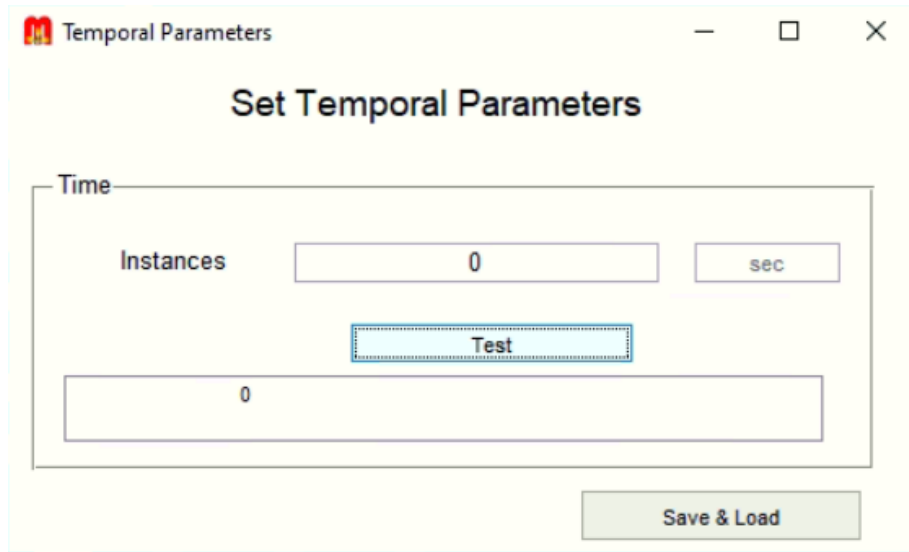 Temporal Parameters
Set Temporal Parameters
Time
Instances 0 sec
Test
0
Save & Load